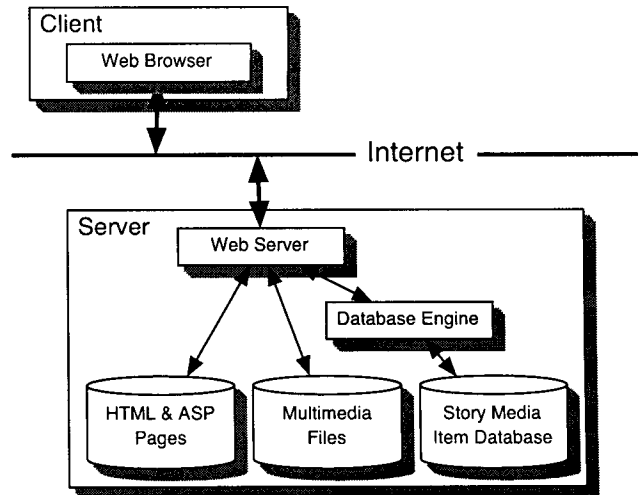 Client
Web Browser
Internet
Server
Web Server
Database Engine
HTML & ASP
Pages
Multimedia
Files
Story Media
Item Database